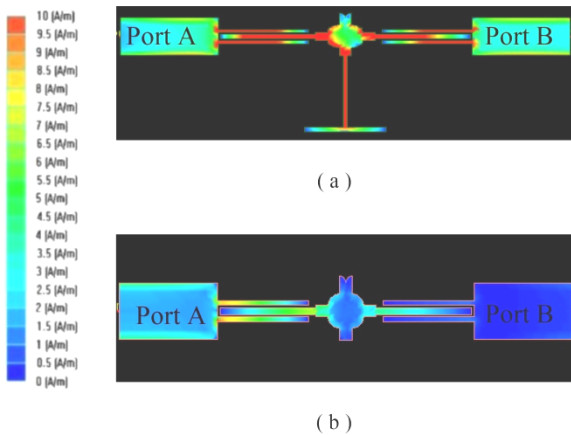 10 (A/m)
9.5 (A/m)
9 (A/m)
8.5 (A/m)
8 (A/m)
7.5 (A/m)
7 (A/m)
6.5 (A/m)
6 (A/m)
5.5 (A/m)
5 (A/m)
4.5 (A/m)
4 (A/m)
3.5 (A/m)
3 (A/m)
2.5 (A/m)
2 (A/m)
1.5 (A/m)
1 (A/m)
0.5 (A/m)
0 (A/m)
Port A Port B
( a )
Port A Port B
( b )